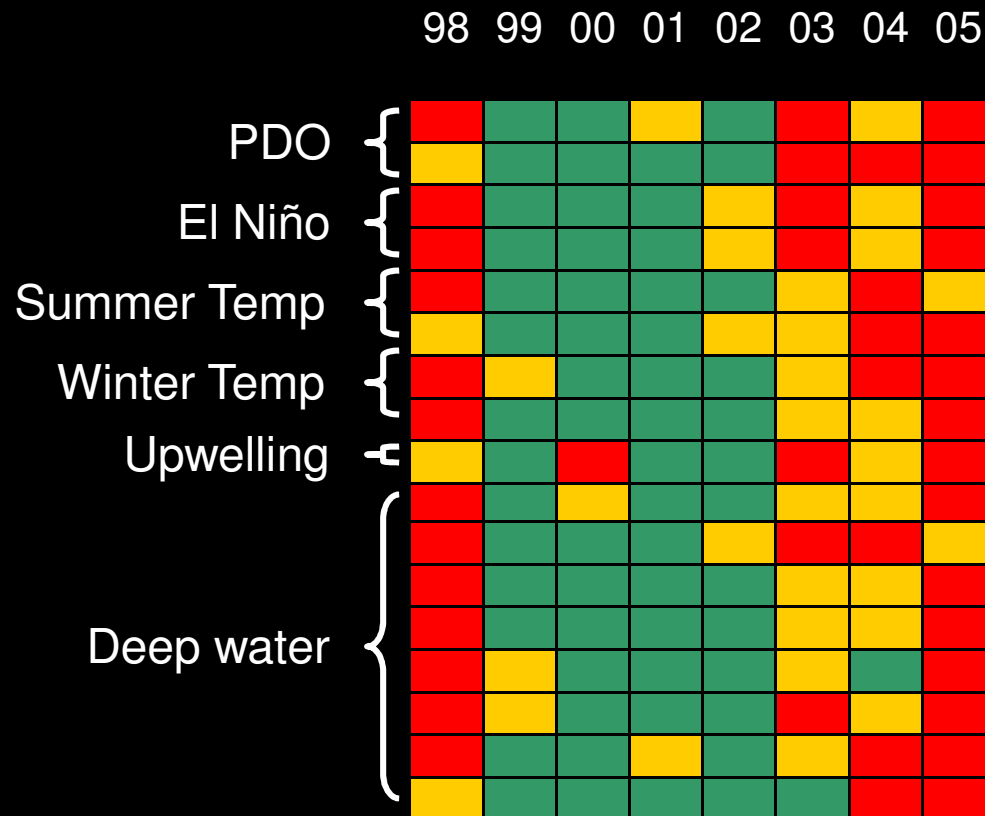 98 99 00 01 02 03 04 05
PDO
El Niño
Summer Temp
Winter Temp
Upwelling
Deep water